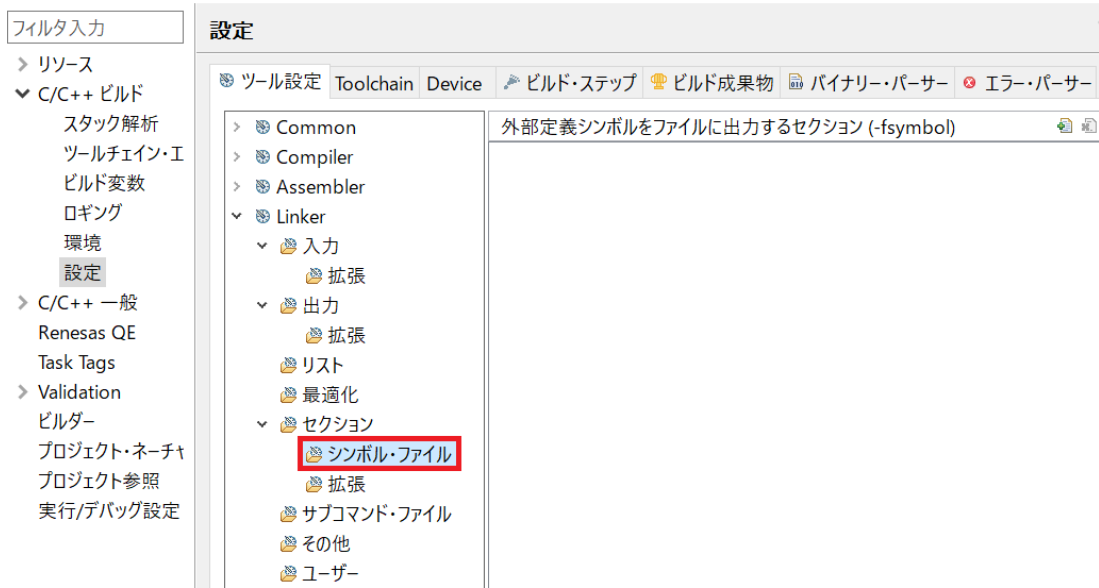 フィルタ入力
リソース
C/C++ ビルド
スタック解析
ツールチェイン・エ
ビルド変数
ロギング
環境
設定
C/C++ 一般
Renesas QE
Task Tags
Validation
ビルダー
プロジェクト・ネーチャ
プロジェクト参照
実行/デバッグ設定
設定
ツール設定 Toolchain Device ビルド・ステップ ビルド成果物 バイナリー・パーサー エラー・パーサー
Common
Compiler
Assembler
Linker
入力
拡張
出力
拡張
リスト
最適化
セクション
シンボル・ファイル
拡張
サブコマンド・ファイル
その他
ユーザー
外部定義シンボルをファイルに出力するセクション (-fsymbol)